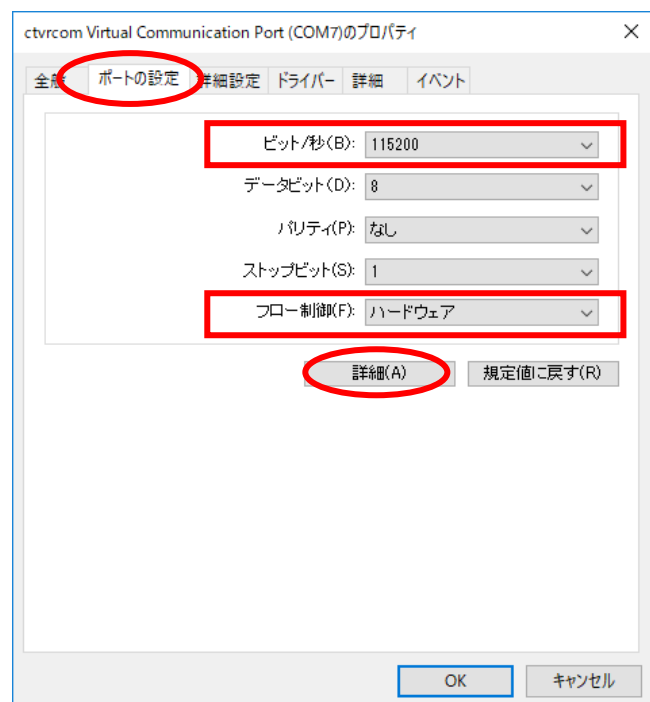 ctvrcom Virtual Communication Port (COM7)のプロパティ
全般 ポートの設定 詳細設定 ドライバー 詳細 イベント
ビット/秒(B): 115200
データビット(D): 8
パリティ(P): なし
ストップビット(S): 1
フロー制御(F): ハードウェア
詳細(A) 規定値に戻す(R)
OK キャンセル